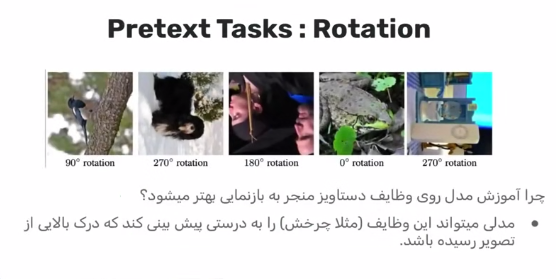 Pretext Tasks : Rotation
90° rotation
270° rotation
180° rotation
0° rotation
270° rotation
چرا آموزش مدل روی وظایف دستاویز منجر به بازنمایی بهتر میشود؟
● مدلی میتواند این وظایف (مثلا چرخش) را به درستی پیش بینی کند که درک بالایی از
تصویر رسیده باشد.